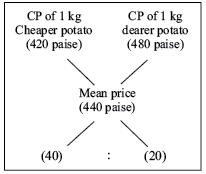 CP of 1 kg CP of 1 kg
Cheaper potato dearer potato
(420 paise) (480 paise)
Mean price
(440 paise)
(40) : (20)